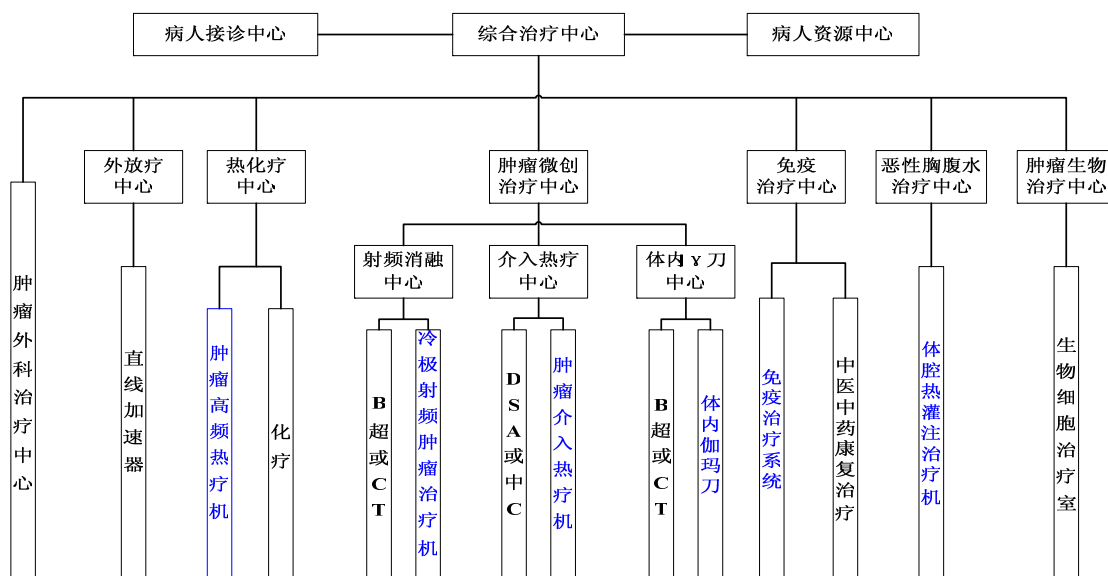 病人接诊中心
综合治疗中心
病人资源中心
外放疗
中心
热化疗
中心
肿瘤微创
治疗中心
免疫
治疗中心
恶性胸腹水
治疗中心
肿瘤生物
治疗中心
射频消融
中心
介入热疗
中心
体内γ刀
中心
肿瘤外科治疗中心
直线加速器
肿瘤高频热疗机
化疗
B超或CT
冷极射频肿瘤治疗机
DSA或中C
肿瘤介入热疗机
B超或CT
体内伽玛刀
免疫治疗系统
中医中药康复治疗
体腔热灌注治疗机
生物细胞治疗室